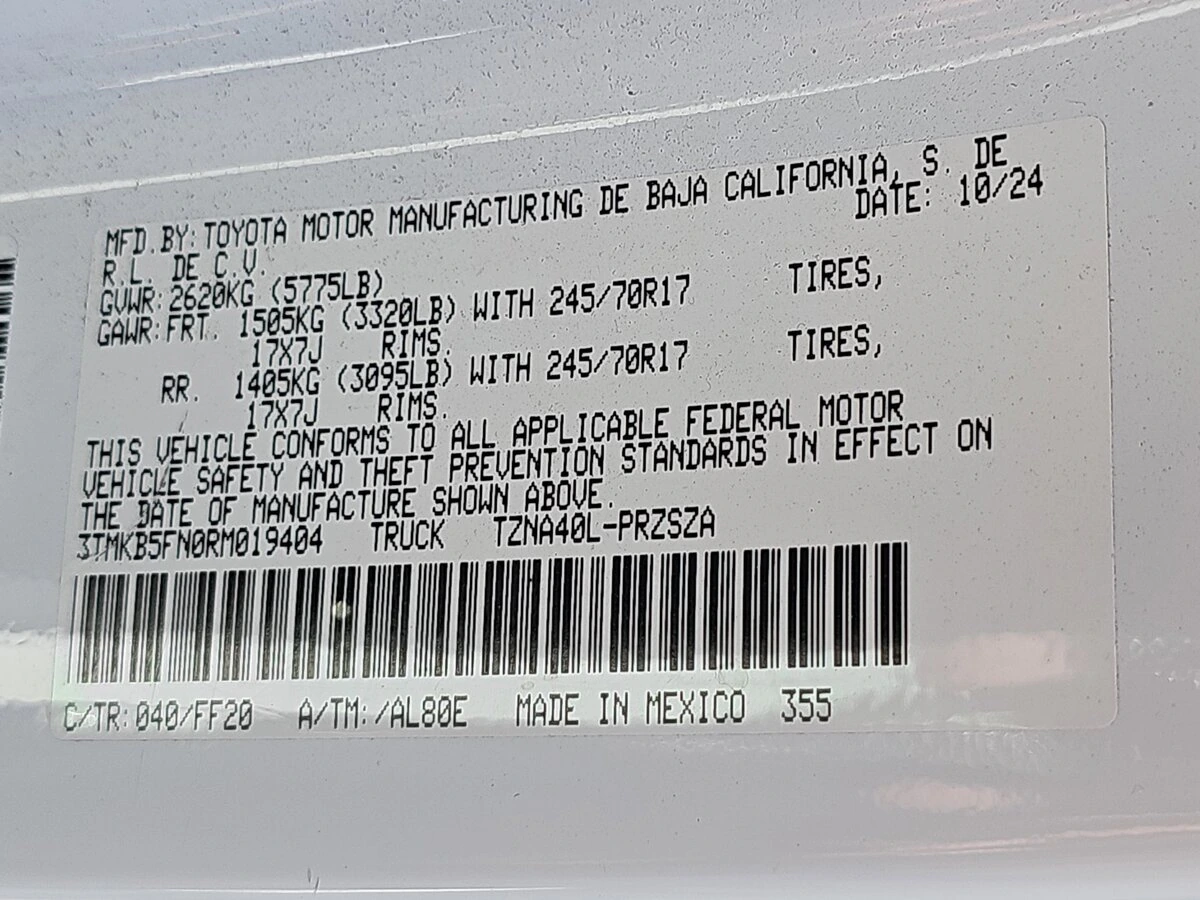 MFD.BY:TOYOTA MOTOR MANUFACTURING DE BAJA CALIFORNIA, S. DE
R.L. DE C.V. DATE: 10/24
GVWR:2620KG (5775LB)
GAWR:FRT. 1505KG (3320LB) WITH 245/70R17 TIRES,
17X7J RIMS.
RR. 1405KG (3095LB) WITH 245/70R17 TIRES,
17X7J RIMS.
THIS VEHICLE CONFORMS TO ALL APPLICABLE FEDERAL MOTOR
VEHICLE SAFETY AND THEFT PREVENTION STANDARDS IN EFFECT ON
THE DATE OF MANUFACTURE SHOWN ABOVE.
3TMKB5FN0RM019404 TRUCK TZNA40L-PRZSZA
C/TR:040/FF20 A/TM:/AL80E MADE IN MEXICO 355